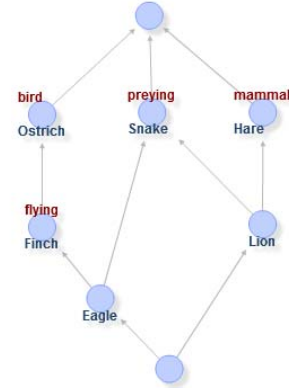 bird
preying
mammal
Ostrich
Snake
Hare
flying
Finch
Lion
Eagle